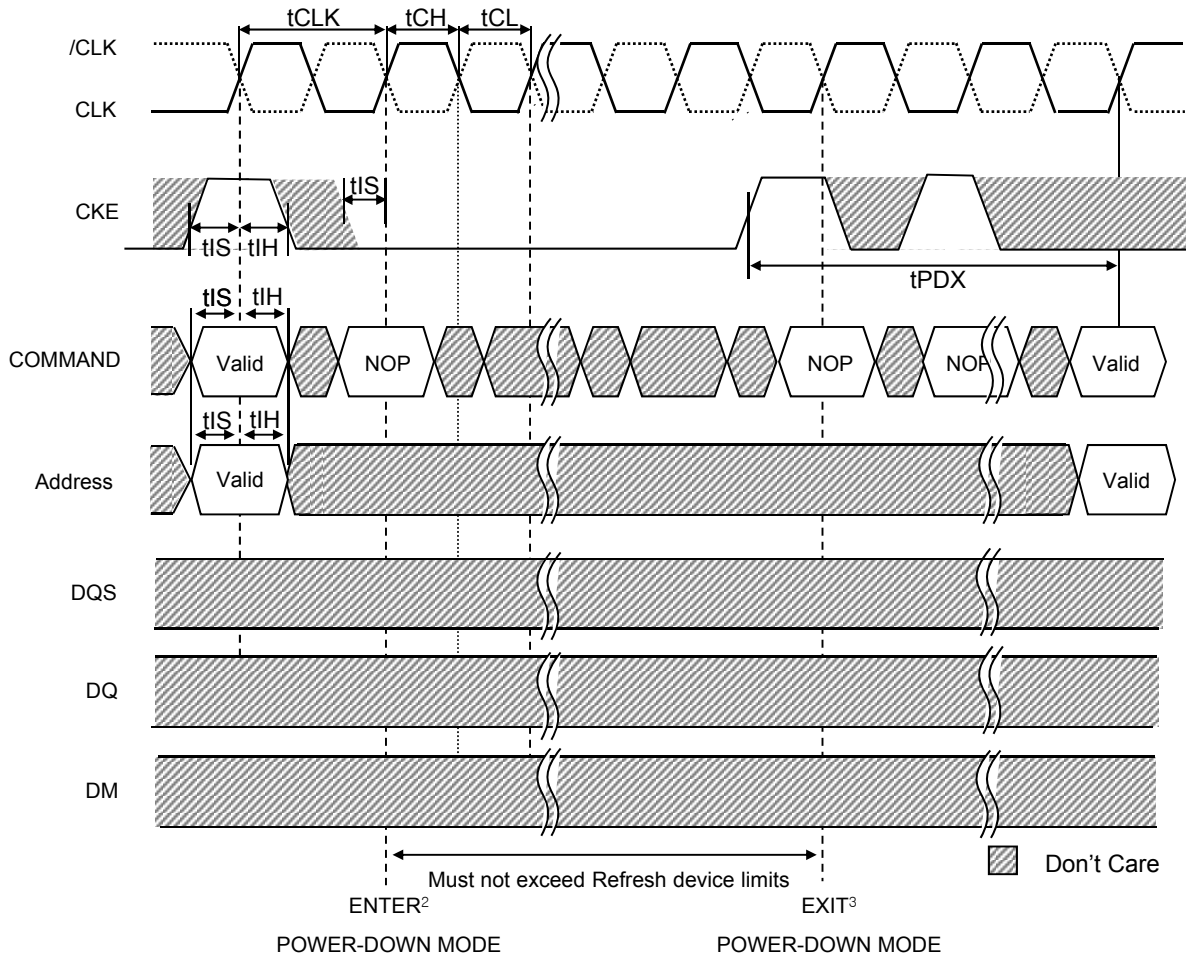 tCLK tCH tCL
/CLK
CLK
CKE
tIS
tIS tIH
tPDX
tIS tIH
COMMAND
Valid NOP NOP NOP Valid
tIS tIH
Address
Valid Valid
DQS
DQ
DM
Don't Care
Must not exceed Refresh device limits
ENTER² EXIT³
POWER-DOWN MODE POWER-DOWN MODE